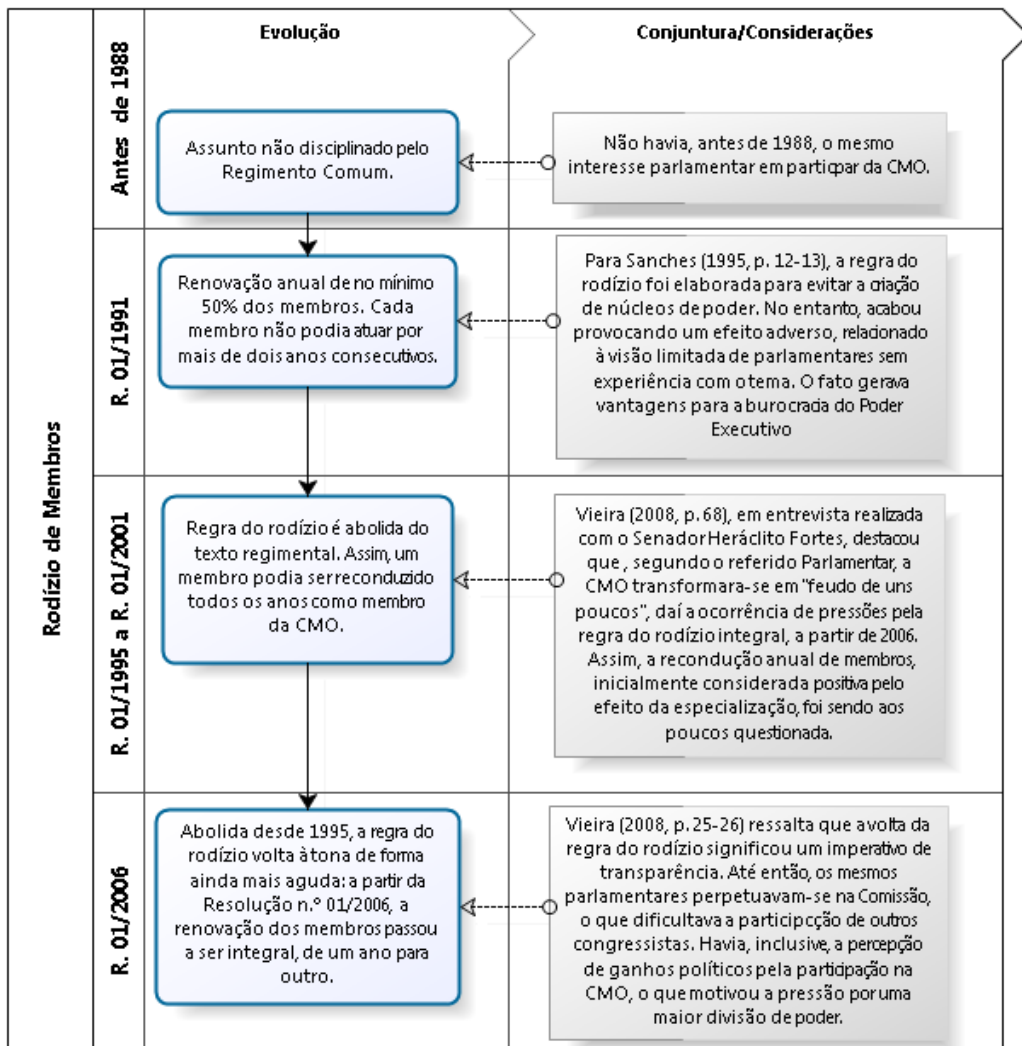 Evolução
Conjuntura/Considerações
Rodízio de Membros
Antes de 1988
Assunto não disciplinado pelo
Regimento Comum.
Não havia, antes de 1988, o mesmo
interesse parlamentar em particpar da CMO.
R. 01/1991
Renovação anual de no mínimo
50% dos membros. Cada
membro não podia atuar por
mais de dois anos consecutivos.
Para Sanches (1995, p. 12-13), a regra do
rodízio foi elaborada para evitar a criação
de núcleos de poder. No entanto, acabou
provocando um efeito adverso, relacionado
à visão limitada de parlamentares sem
experiência com o tema. O fato gerava
vantagens para a burocracia do Poder
Executivo
R. 01/1995 a R. 01/2001
Regra do rodízio é abolida do
texto regimental. Assim, um
membro podia ser reconduzido
todos os anos como membro
da CMO.
Vieira (2008, p. 68), em entrevista realizada
com o Senador Heráclito Fortes, destacou
que , segundo o referido Parlamentar, a
CMO transformara-se em "feudo de uns
poucos", daí a ocorrência de pressões pela
regra do rodízio integral, a partir de 2006.
Assim, a recondução anual de membros,
inicialmente considerada positiva pelo
efeito da especialização, foi sendo aos
poucos questionada.
R. 01/2006
Abolida desde 1995, a regra do
rodízio volta à tona de forma
ainda mais aguda: a partir da
Resolução n.º 01/2006, a
renovação dos membros passou
a ser integral, de um ano para
outro.
Vieira (2008, p. 25-26) ressalta que a volta da
regra do rodízio significou um imperativo de
transparência. Até então, os mesmos
parlamentares perpetuavam-se na Comissão,
o que dificultava a participcção de outros
congressistas. Havia, inclusive, a percepção
de ganhos políticos pela participação na
CMO, o que motivou a pressão por uma
maior divisão de poder.